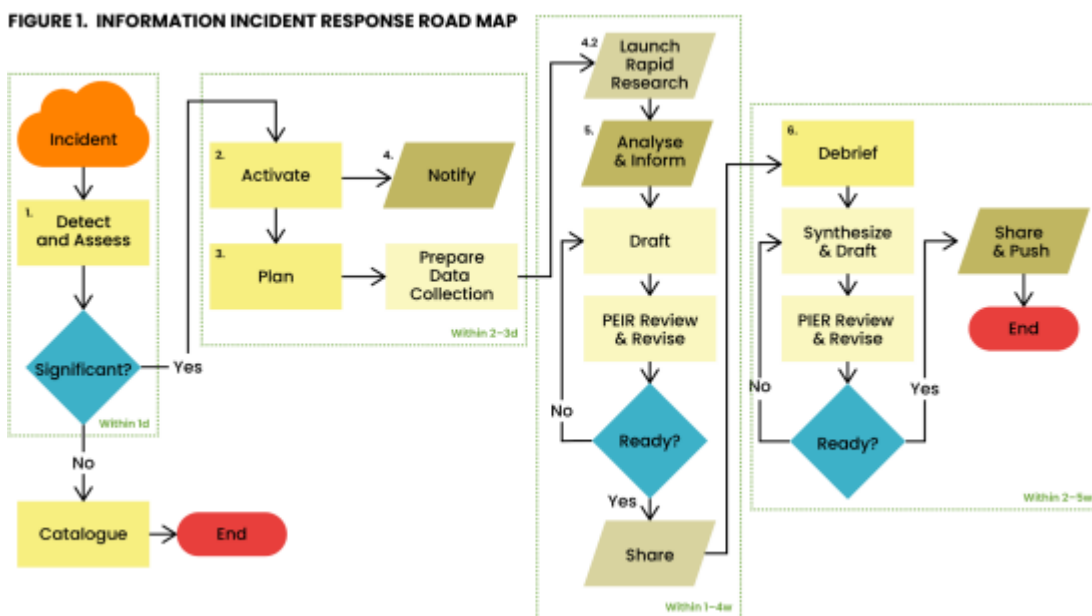 FIGURE 1. INFORMATION INCIDENT RESPONSE ROAD MAP
Incident
1.
Detect
and Assess
Significant?
Within 1d
Yes
No
Catalogue
End
2.
Activate
4.
Notify
3.
Plan
Prepare
Data
Collection
Within 2–3d
4.2
Launch
Rapid
Research
5.
Analyse
& Inform
Draft
PEIR Review
& Revise
No
Ready?
Yes
Share
Within 1–4w
6.
Debrief
Synthesize
& Draft
PIER Review
& Revise
No
Yes
Ready?
Share
& Push
End
Within 2–5w